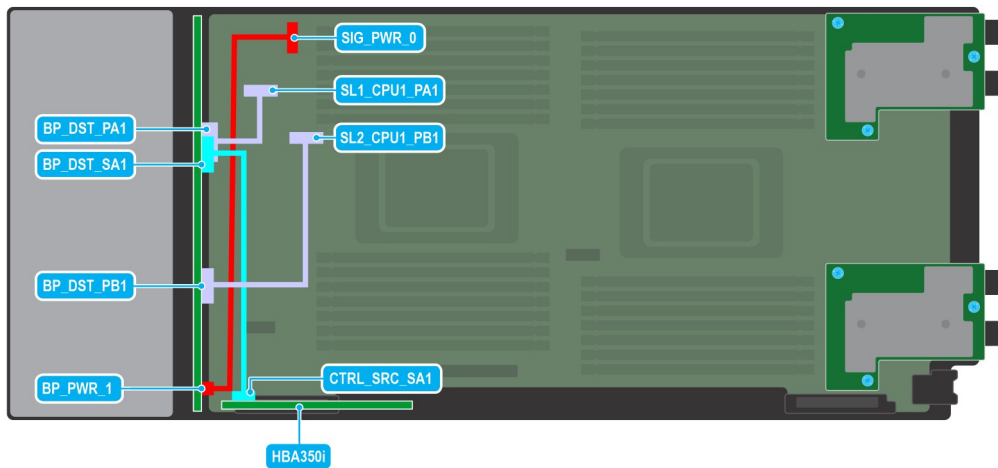 SIG_PWR_0
SL1_CPU1_PA1
BP_DST_PA1
SL2_CPU1_PB1
BP_DST_SA1
BP_DST_PB1
CTRL_SRC_SA1
BP_PWR_1
HBA350i